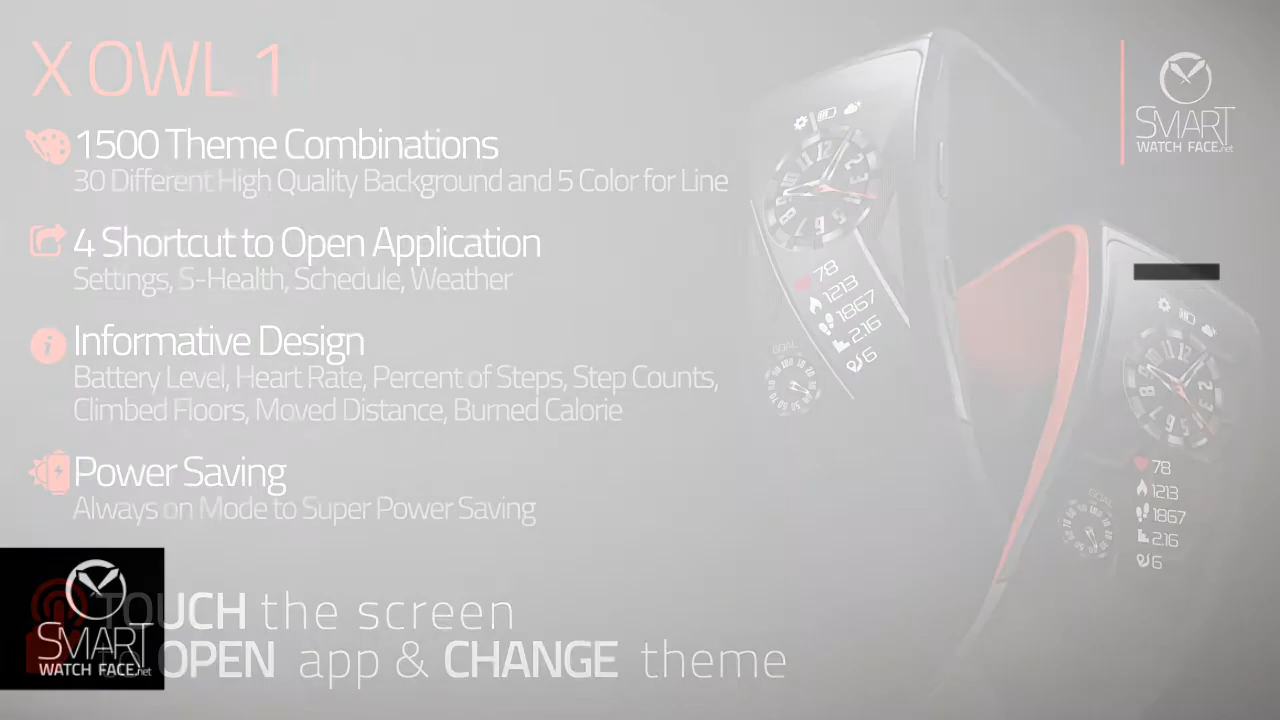 X OWL 1
1500 Theme Combinations
30 Different High Quality Background and 5 Color for Line
4 Shortcut to Open Application
Settings, S-Health, Schedule, Weather
Informative Design
Battery Level, Heart Rate, Percent of Steps, Step Counts,
Climbed Floors, Moved Distance, Burned Calorie
Power Saving
Always on Mode to Super Power Saving
TOUCH the screen
to OPEN app & CHANGE theme
SMART
WATCH FACE.net
SMART
WATCH FACE.net
78
1213
1867
2.16
6
GOAL
78
1213
1867
2.16
6
GOAL